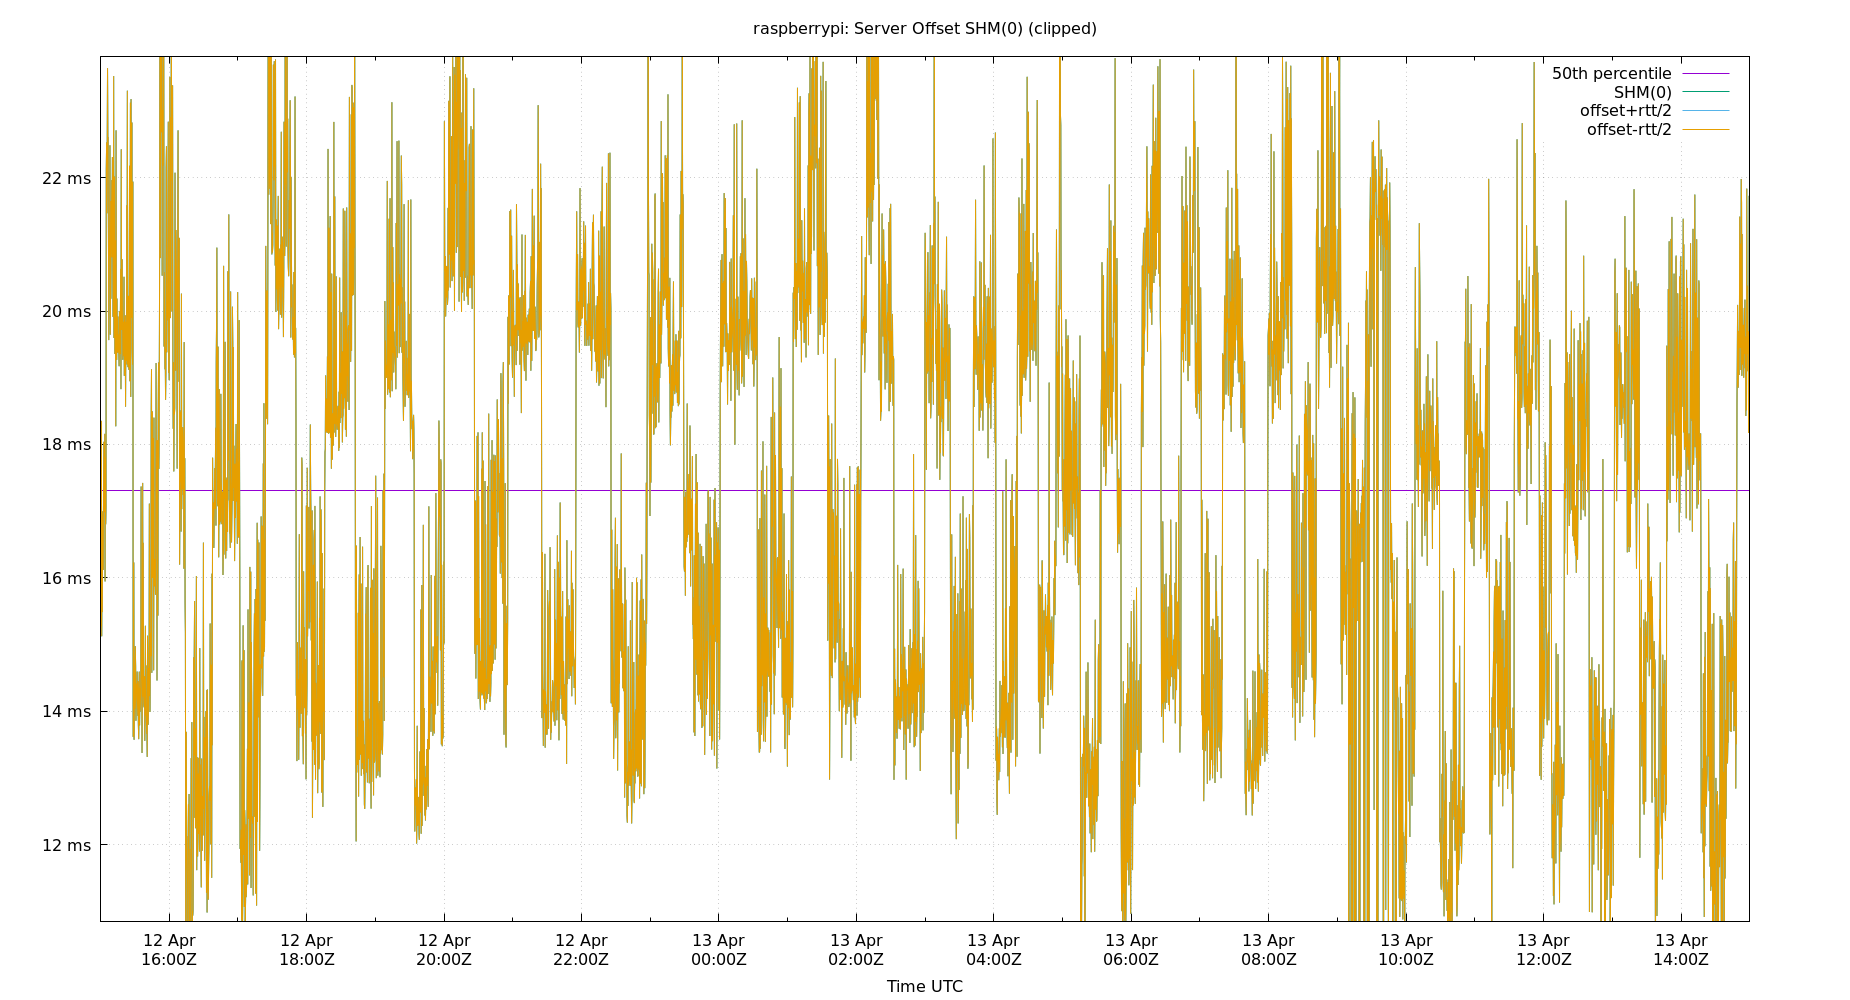 raspberrypi: Server Offset SHM(0) (clipped)
50th percentile
SHM(0)
offset+rtt/2
offset-rtt/2
22 ms
20 ms
18 ms
16 ms
14 ms
12 ms
12 Apr 12 Apr 12 Apr 12 Apr 13 Apr 13 Apr 13 Apr 13 Apr 13 Apr 13 Apr 13 Apr 13 Apr
16:00Z 18:00Z 20:00Z 22:00Z 00:00Z 02:00Z 04:00Z 06:00Z 08:00Z 10:00Z 12:00Z 14:00Z
Time UTC